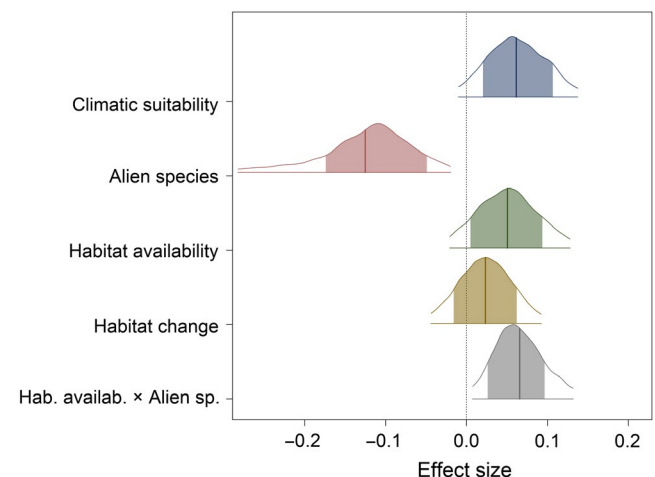 Climatic suitability
Alien species
Habitat availability
Habitat change
Hab. availab. × Alien sp.
−0.2 −0.1 0.0 0.1 0.2
Effect size